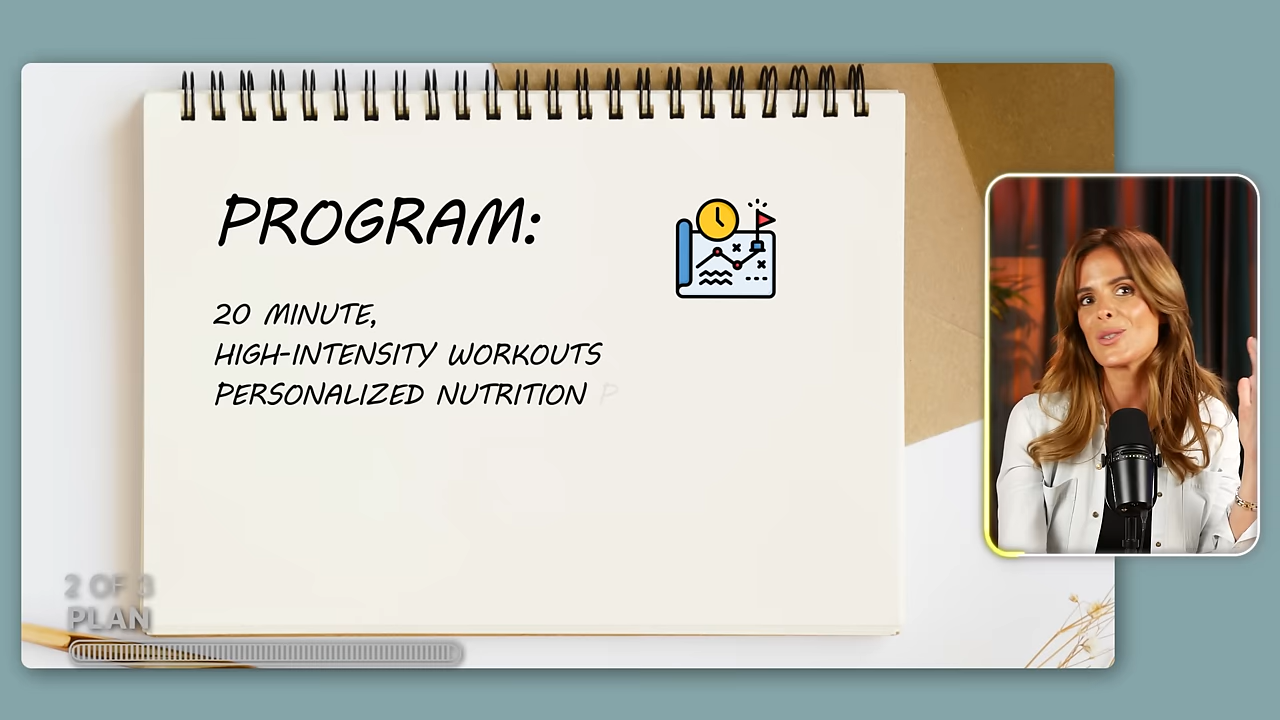 PROGRAM:
20 MINUTE,
HIGH-INTENSITY WORKOUTS
PERSONALIZED NUTRITION P
2 OF 3
PLAN